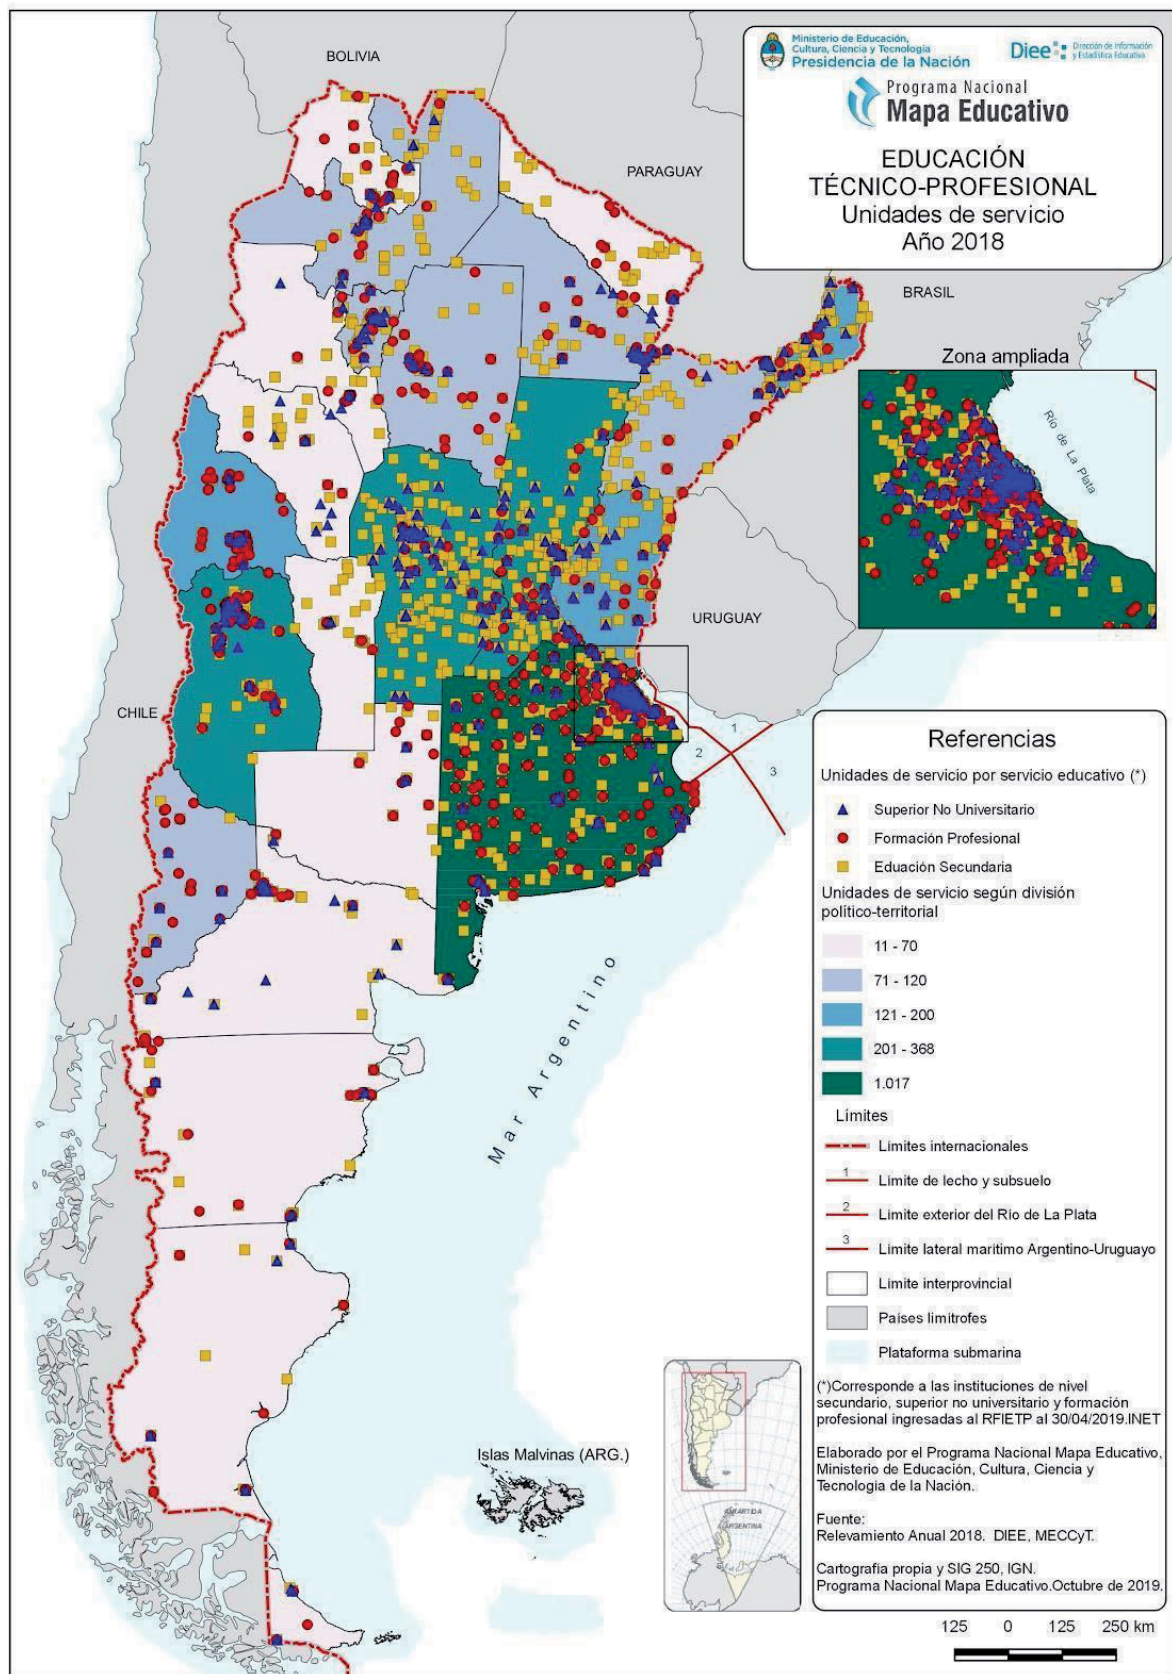 Ministerio de Educación,
Cultura, Ciencia y Tecnología
Presidencia de la Nación
Diee
Dirección de Información
y Estadística Educativa
Programa Nacional
Mapa Educativo
EDUCACIÓN
TÉCNICO-PROFESIONAL
Unidades de servicio
Año 2018
BOLIVIA
PARAGUAY
BRASIL
Zona ampliada
Río de La Plata
URUGUAY
CHILE
1
2
3
Mar Argentino
Islas Malvinas (ARG.)
Referencias
Unidades de servicio por servicio educativo (*)
Superior No Universitario
Formación Profesional
Eduación Secundaria
Unidades de servicio según división
político-territorial
11 - 70
71 - 120
121 - 200
201 - 368
1.017
Límites
Límites internacionales
1 Límite de lecho y subsuelo
2 Límite exterior del Río de La Plata
3 Límite lateral marítimo Argentino-Uruguayo
Límite interprovincial
Países limítrofes
Plataforma submarina
(*)Corresponde a las instituciones de nivel
secundario, superior no universitario y formación
profesional ingresadas al RFIETP al 30/04/2019.INET
Elaborado por el Programa Nacional Mapa Educativo,
Ministerio de Educación, Cultura, Ciencia y
Tecnología de la Nación.
Fuente:
Relevamiento Anual 2018. DIEE, MECCyT.
Cartografía propia y SIG 250, IGN.
Programa Nacional Mapa Educativo.Octubre de 2019.
ANTÁRTIDA
ARGENTINA
125 0 125 250 km